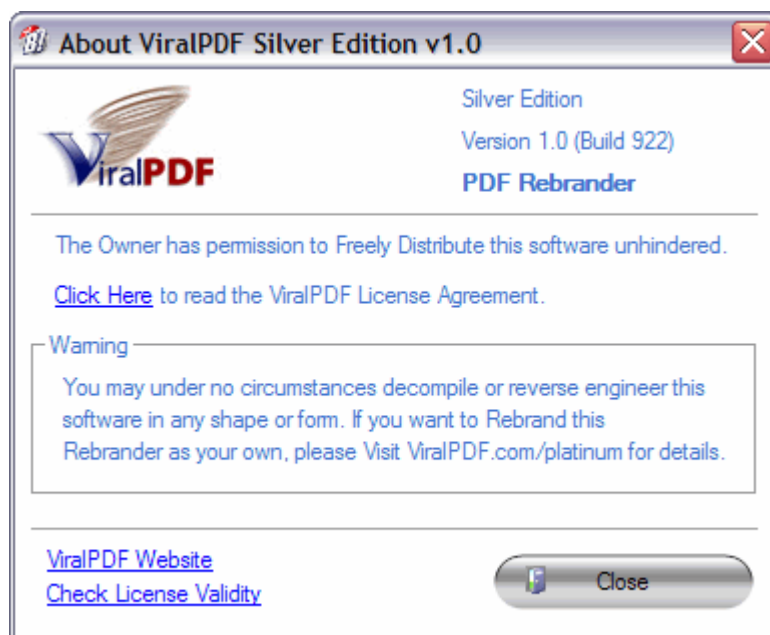 About ViralPDF Silver Edition v1.0
ViralPDF
Silver Edition
Version 1.0 (Build 922)
PDF Rebrander
The Owner has permission to Freely Distribute this software unhindered.
Click Here to read the ViralPDF License Agreement.
Warning
You may under no circumstances decompile or reverse engineer this
software in any shape or form. If you want to Rebrand this
Rebrander as your own, please Visit ViralPDF.com/platinum for details.
ViralPDF Website
Check License Validity
Close